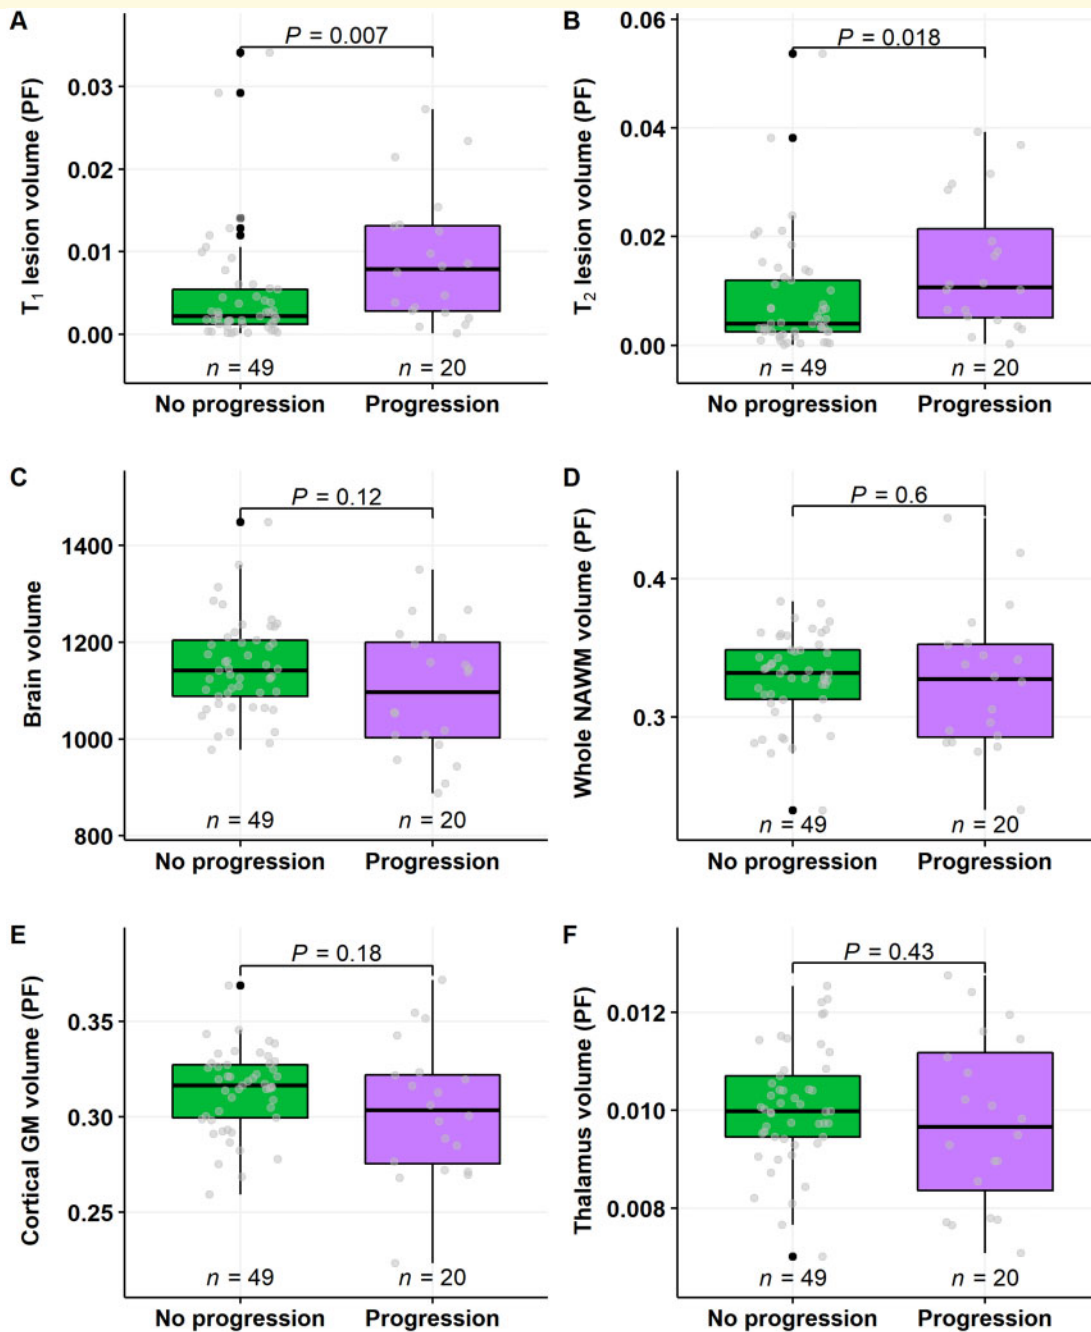 A
T1 lesion volume (PF)
P = 0.007
0.03
0.02
0.01
0.00
n = 49
n = 20
No progression
Progression
B
T2 lesion volume (PF)
P = 0.018
0.06
0.04
0.02
0.00
n = 49
n = 20
No progression
Progression
C
Brain volume
P = 0.12
1400
1200
1000
800
n = 49
n = 20
No progression
Progression
D
Whole NAWM volume (PF)
P = 0.6
0.4
0.3
n = 49
n = 20
No progression
Progression
E
Cortical GM volume (PF)
P = 0.18
0.35
0.30
0.25
n = 49
n = 20
No progression
Progression
F
Thalamus volume (PF)
P = 0.43
0.012
0.010
0.008
n = 49
n = 20
No progression
Progression